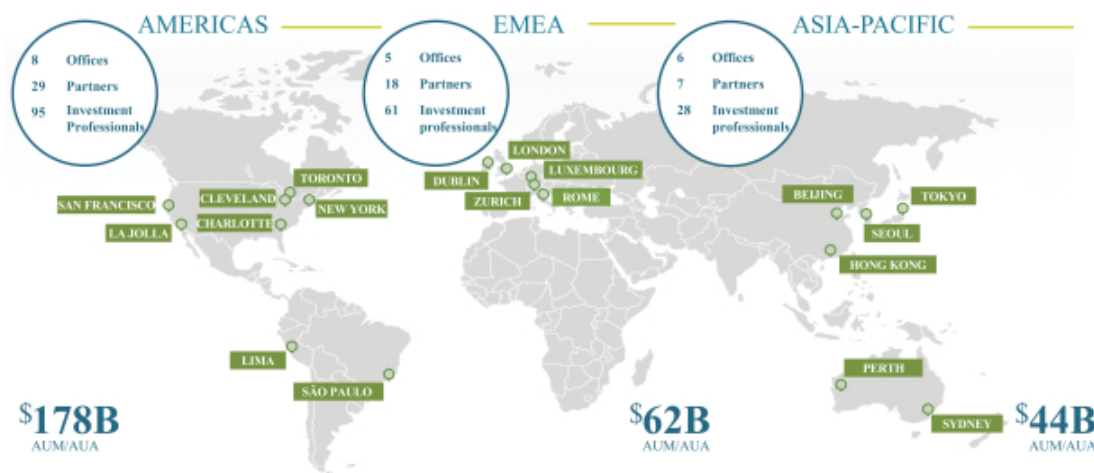 AMERICAS
EMEA
ASIA-PACIFIC
8 Offices
29 Partners
95 Investment
Professionals
5 Offices
18 Partners
61 Investment
professionals
6 Offices
7 Partners
28 Investment
professionals
LONDON
DUBLIN
LUXEMBOURG
ZURICH
ROME
TORONTO
CLEVELAND
SAN FRANCISCO
NEW YORK
LA JOLLA
CHARLOTTE
BEIJING
TOKYO
SEOUL
HONG KONG
LIMA
SÃO PAULO
PERTH
SYDNEY
$178B
AUM/AUA
$62B
AUM/AUA
$44B
AUM/AUA